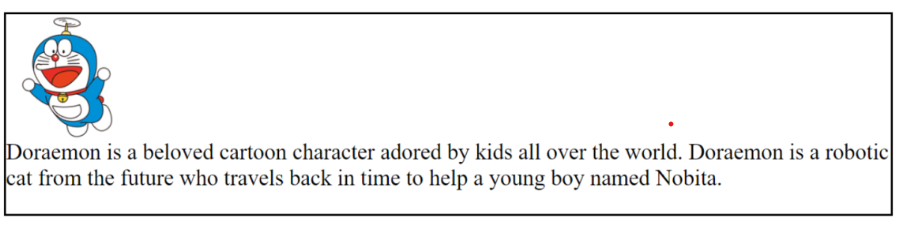 Doraemon is a beloved cartoon character adored by kids all over the world. Doraemon is a robotic
cat from the future who travels back in time to help a young boy named Nobita.